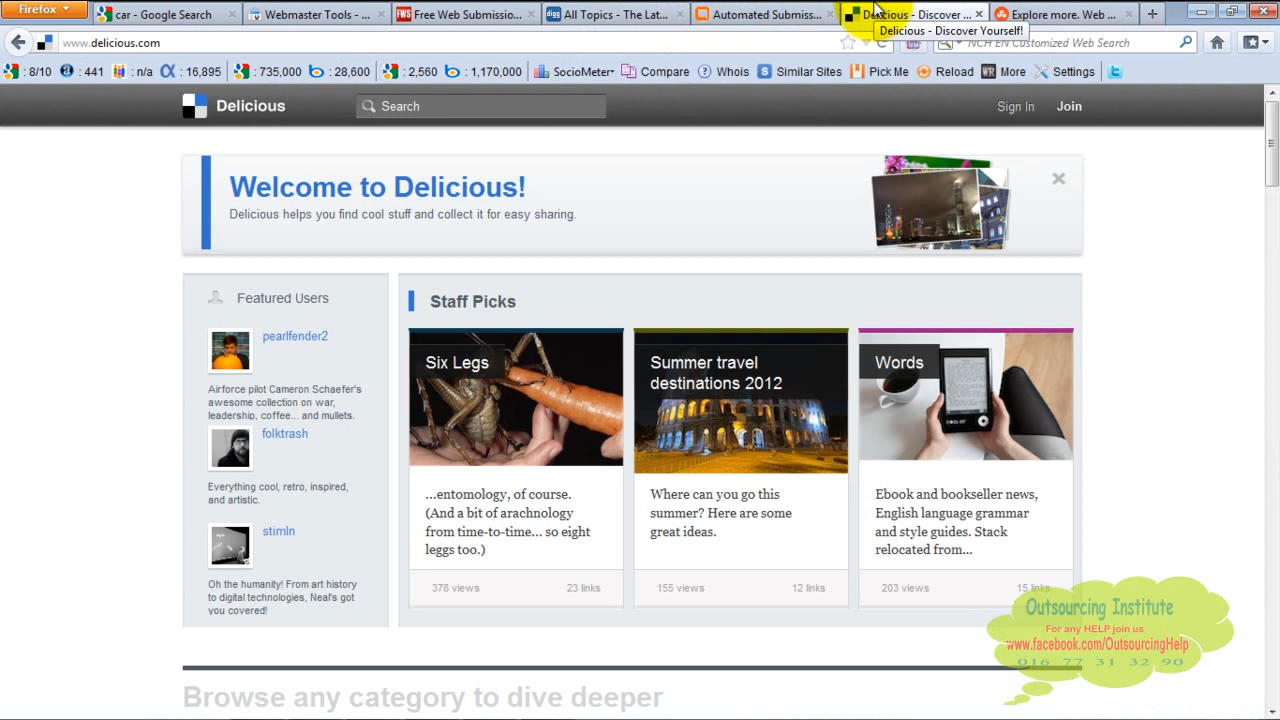 Firefox
car - Google Search
Webmaster Tools - ...
Free Web Submissio...
All Topics - The Lat...
Automated Submiss...
Delicious - Discover ...
Explore more. Web ...
Delicious - Discover Yourself!
www.delicious.com
NCH EN Customized Web Search
: 8/10
: 441
: n/a
: 16,895
: 735,000
: 28,600
: 2,560
: 1,170,000
SocioMeter
Compare
Whois
Similar Sites
Pick Me
Reload
More
Settings
Delicious
Search
Sign In
Join
Welcome to Delicious!
Delicious helps you find cool stuff and collect it for easy sharing.
Featured Users
pearlfender2
Airforce pilot Cameron Schaefer's
awesome collection on war,
leadership, coffee... and mullets.
folktrash
Everything cool, retro, inspired,
and artistic.
stimln
Oh the humanity! From art history
to digital technologies, Neal's got
you covered!
Staff Picks
Six Legs
...entomology, of course.
(And a bit of arachnology
from time-to-time... so eight
leggs too.)
378 views
23 links
Summer travel
destinations 2012
Where can you go this
summer? Here are some
great ideas.
155 views
12 links
Words
Ebook and bookseller news,
English language grammar
and style guides. Stack
relocated from...
203 views
15 links
Outsourcing Institute
For any HELP join us
www.facebook.com/OutsourcingHelp
016 77 31 32 90
Browse any category to dive deeper